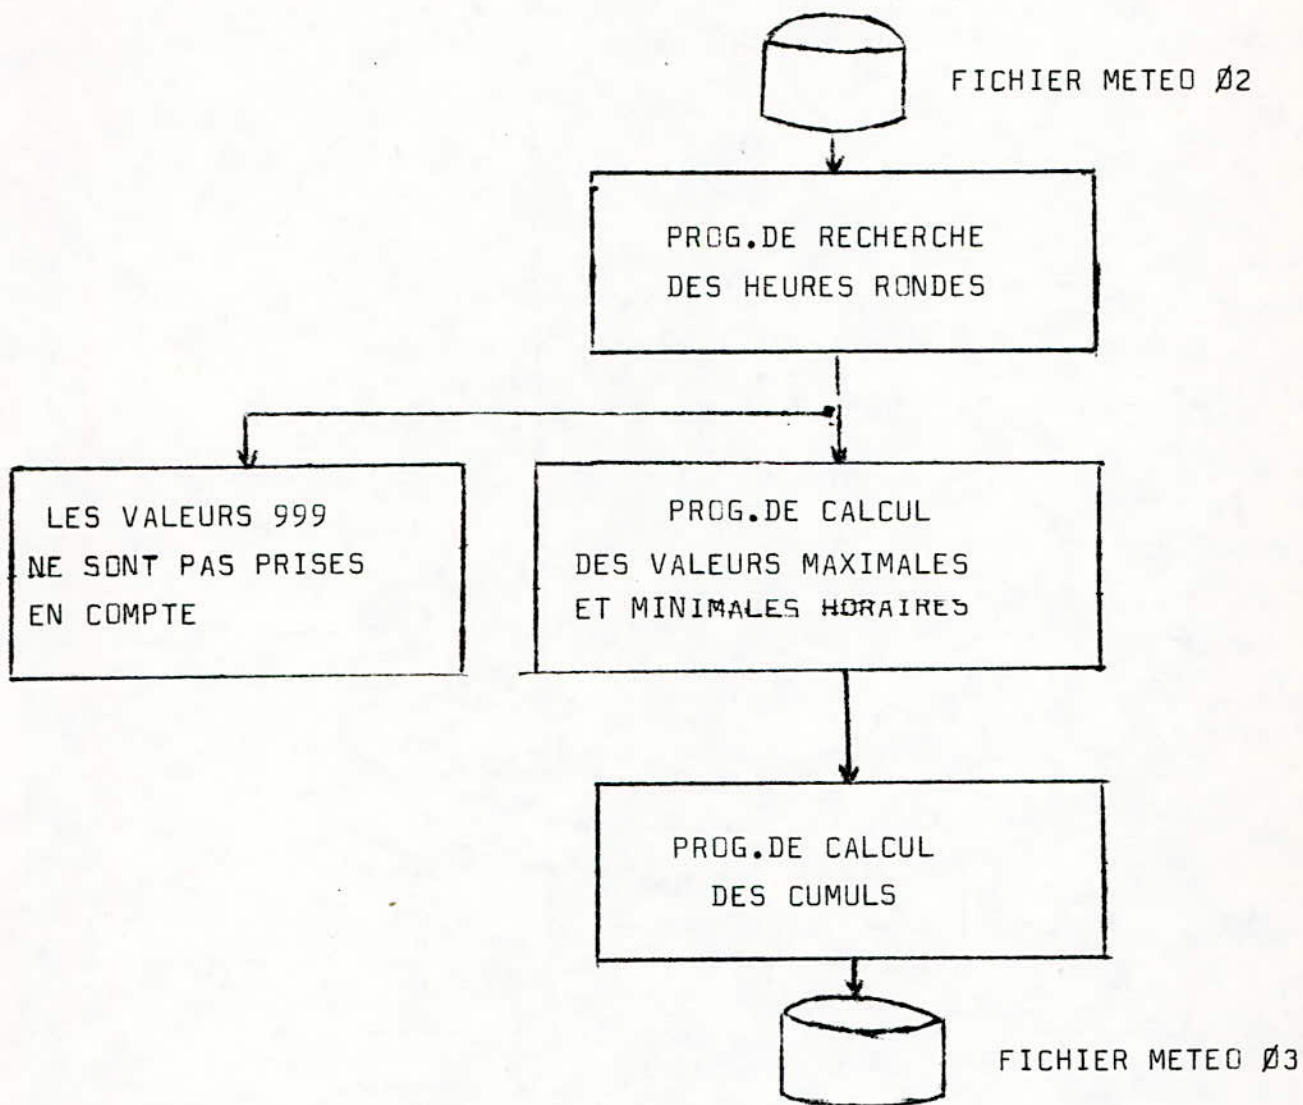 FICHIER METEO Ø2
PROG.DE RECHERCHE
DES HEURES RONDES
LES VALEURS 999
NE SONT PAS PRISES
EN COMPTE
PROG.DE CALCUL
DES VALEURS MAXIMALES
ET MINIMALES HORAIRES
PROG.DE CALCUL
DES CUMULS
FICHIER METEO Ø3